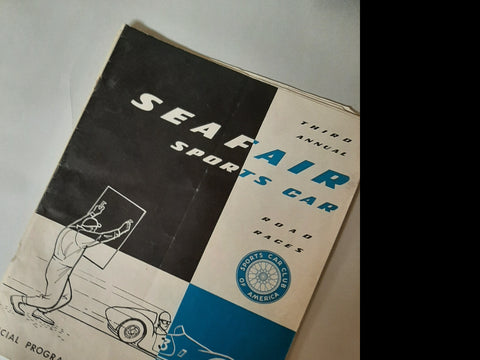 THIRD
ANNUAL
SEAFAIR
SPORTS CAR
ROAD
RACES
SPORTS CAR CLUB
OF AMERICA